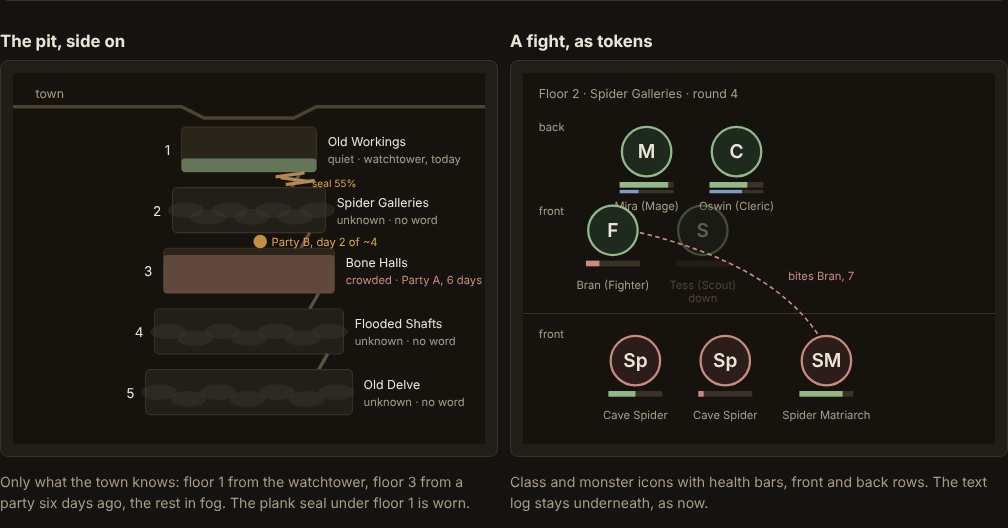 The pit, side on
town
1
Old Workings
quiet · watchtower, today
seal 55%
2
Spider Galleries
unknown · no word
Party B, day 2 of ~4
3
Bone Halls
crowded · Party A, 6 days
4
Flooded Shafts
unknown · no word
5
Old Delve
unknown · no word
Only what the town knows: floor 1 from the watchtower, floor 3 from a
party six days ago, the rest in fog. The plank seal under floor 1 is worn.
A fight, as tokens
Floor 2 · Spider Galleries · round 4
back
M
C
Mira (Mage)
Oswin (Cleric)
front
F
S
Bran (Fighter)
Tess (Scout)
down
bites Bran, 7
front
Sp
Sp
SM
Cave Spider
Cave Spider
Spider Matriarch
Class and monster icons with health bars, front and back rows. The text
log stays underneath, as now.